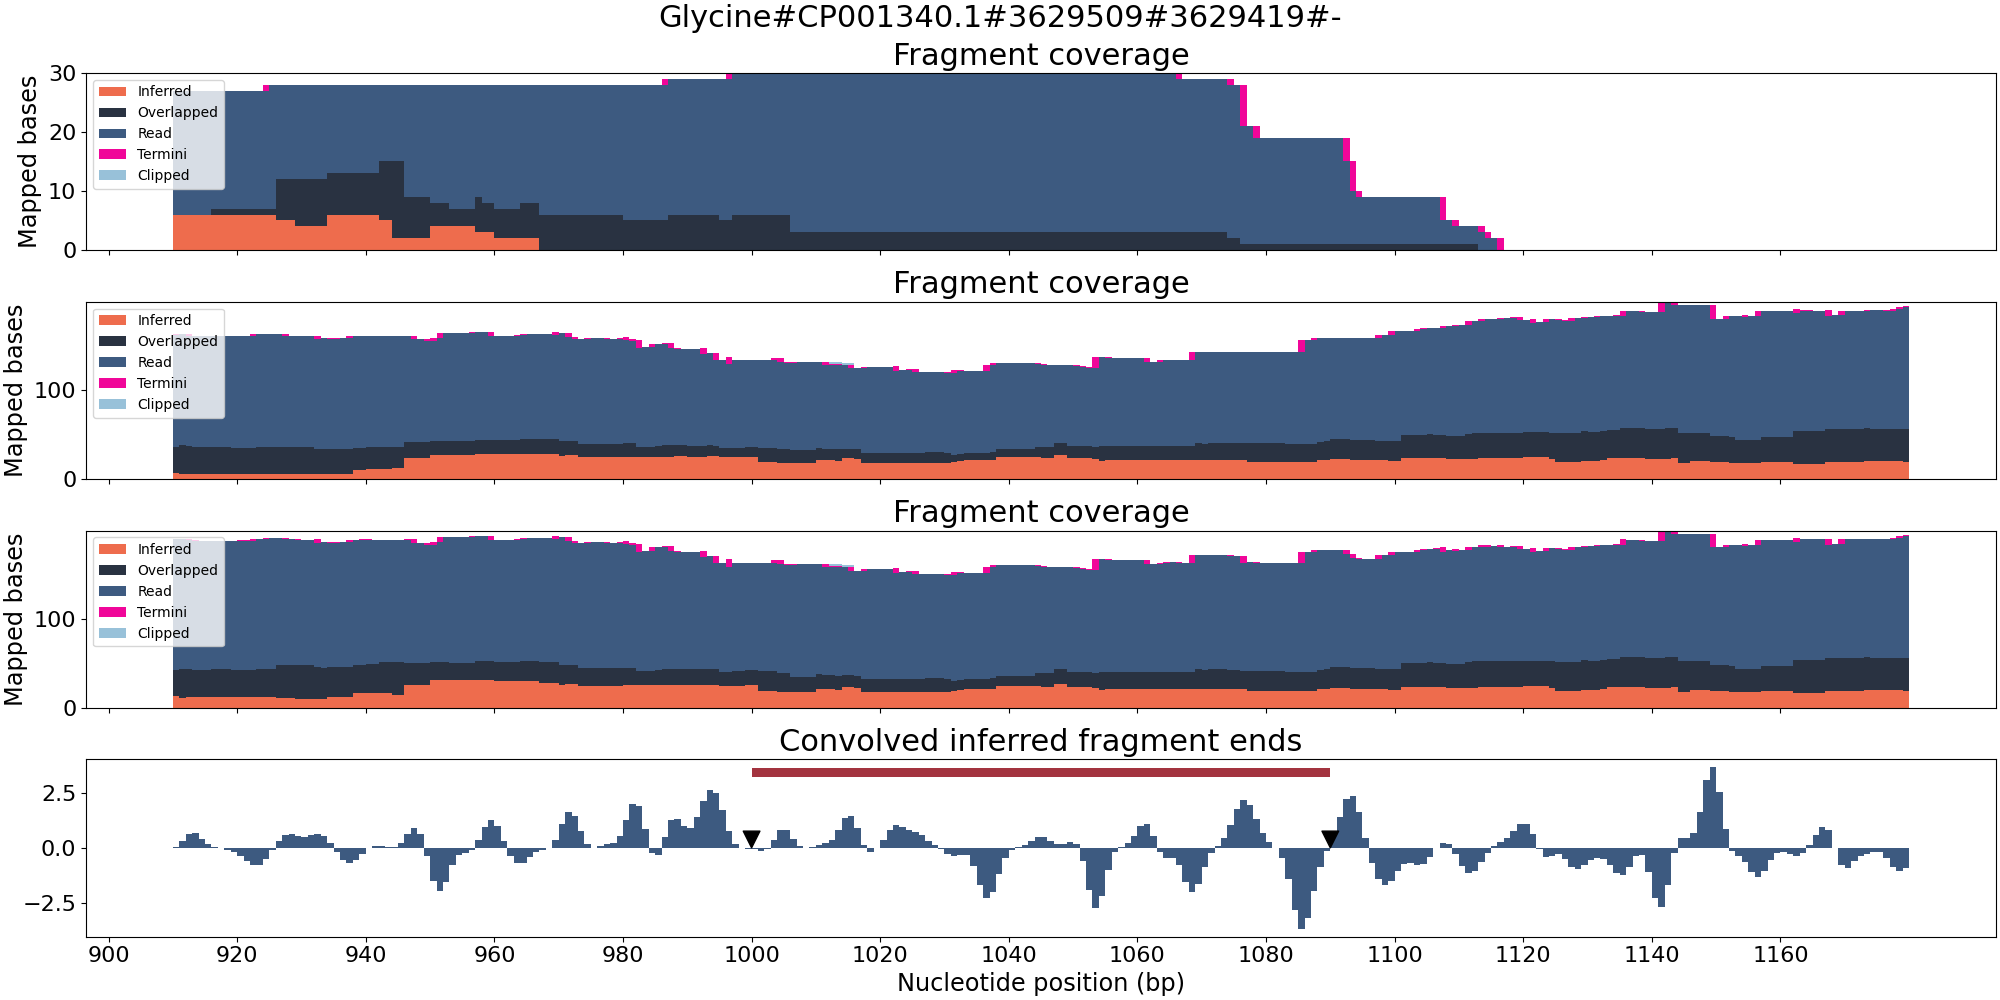 Glycine#CP001340.1#3629509#3629419#-
Fragment coverage
Mapped bases
30
20
10
0
Inferred
Overlapped
Read
Termini
Clipped
Fragment coverage
Mapped bases
100
0
Inferred
Overlapped
Read
Termini
Clipped
Fragment coverage
Mapped bases
100
0
Inferred
Overlapped
Read
Termini
Clipped
Convolved inferred fragment ends
2.5
0.0
−2.5
900 920 940 960 980 1000 1020 1040 1060 1080 1100 1120 1140 1160
Nucleotide position (bp)